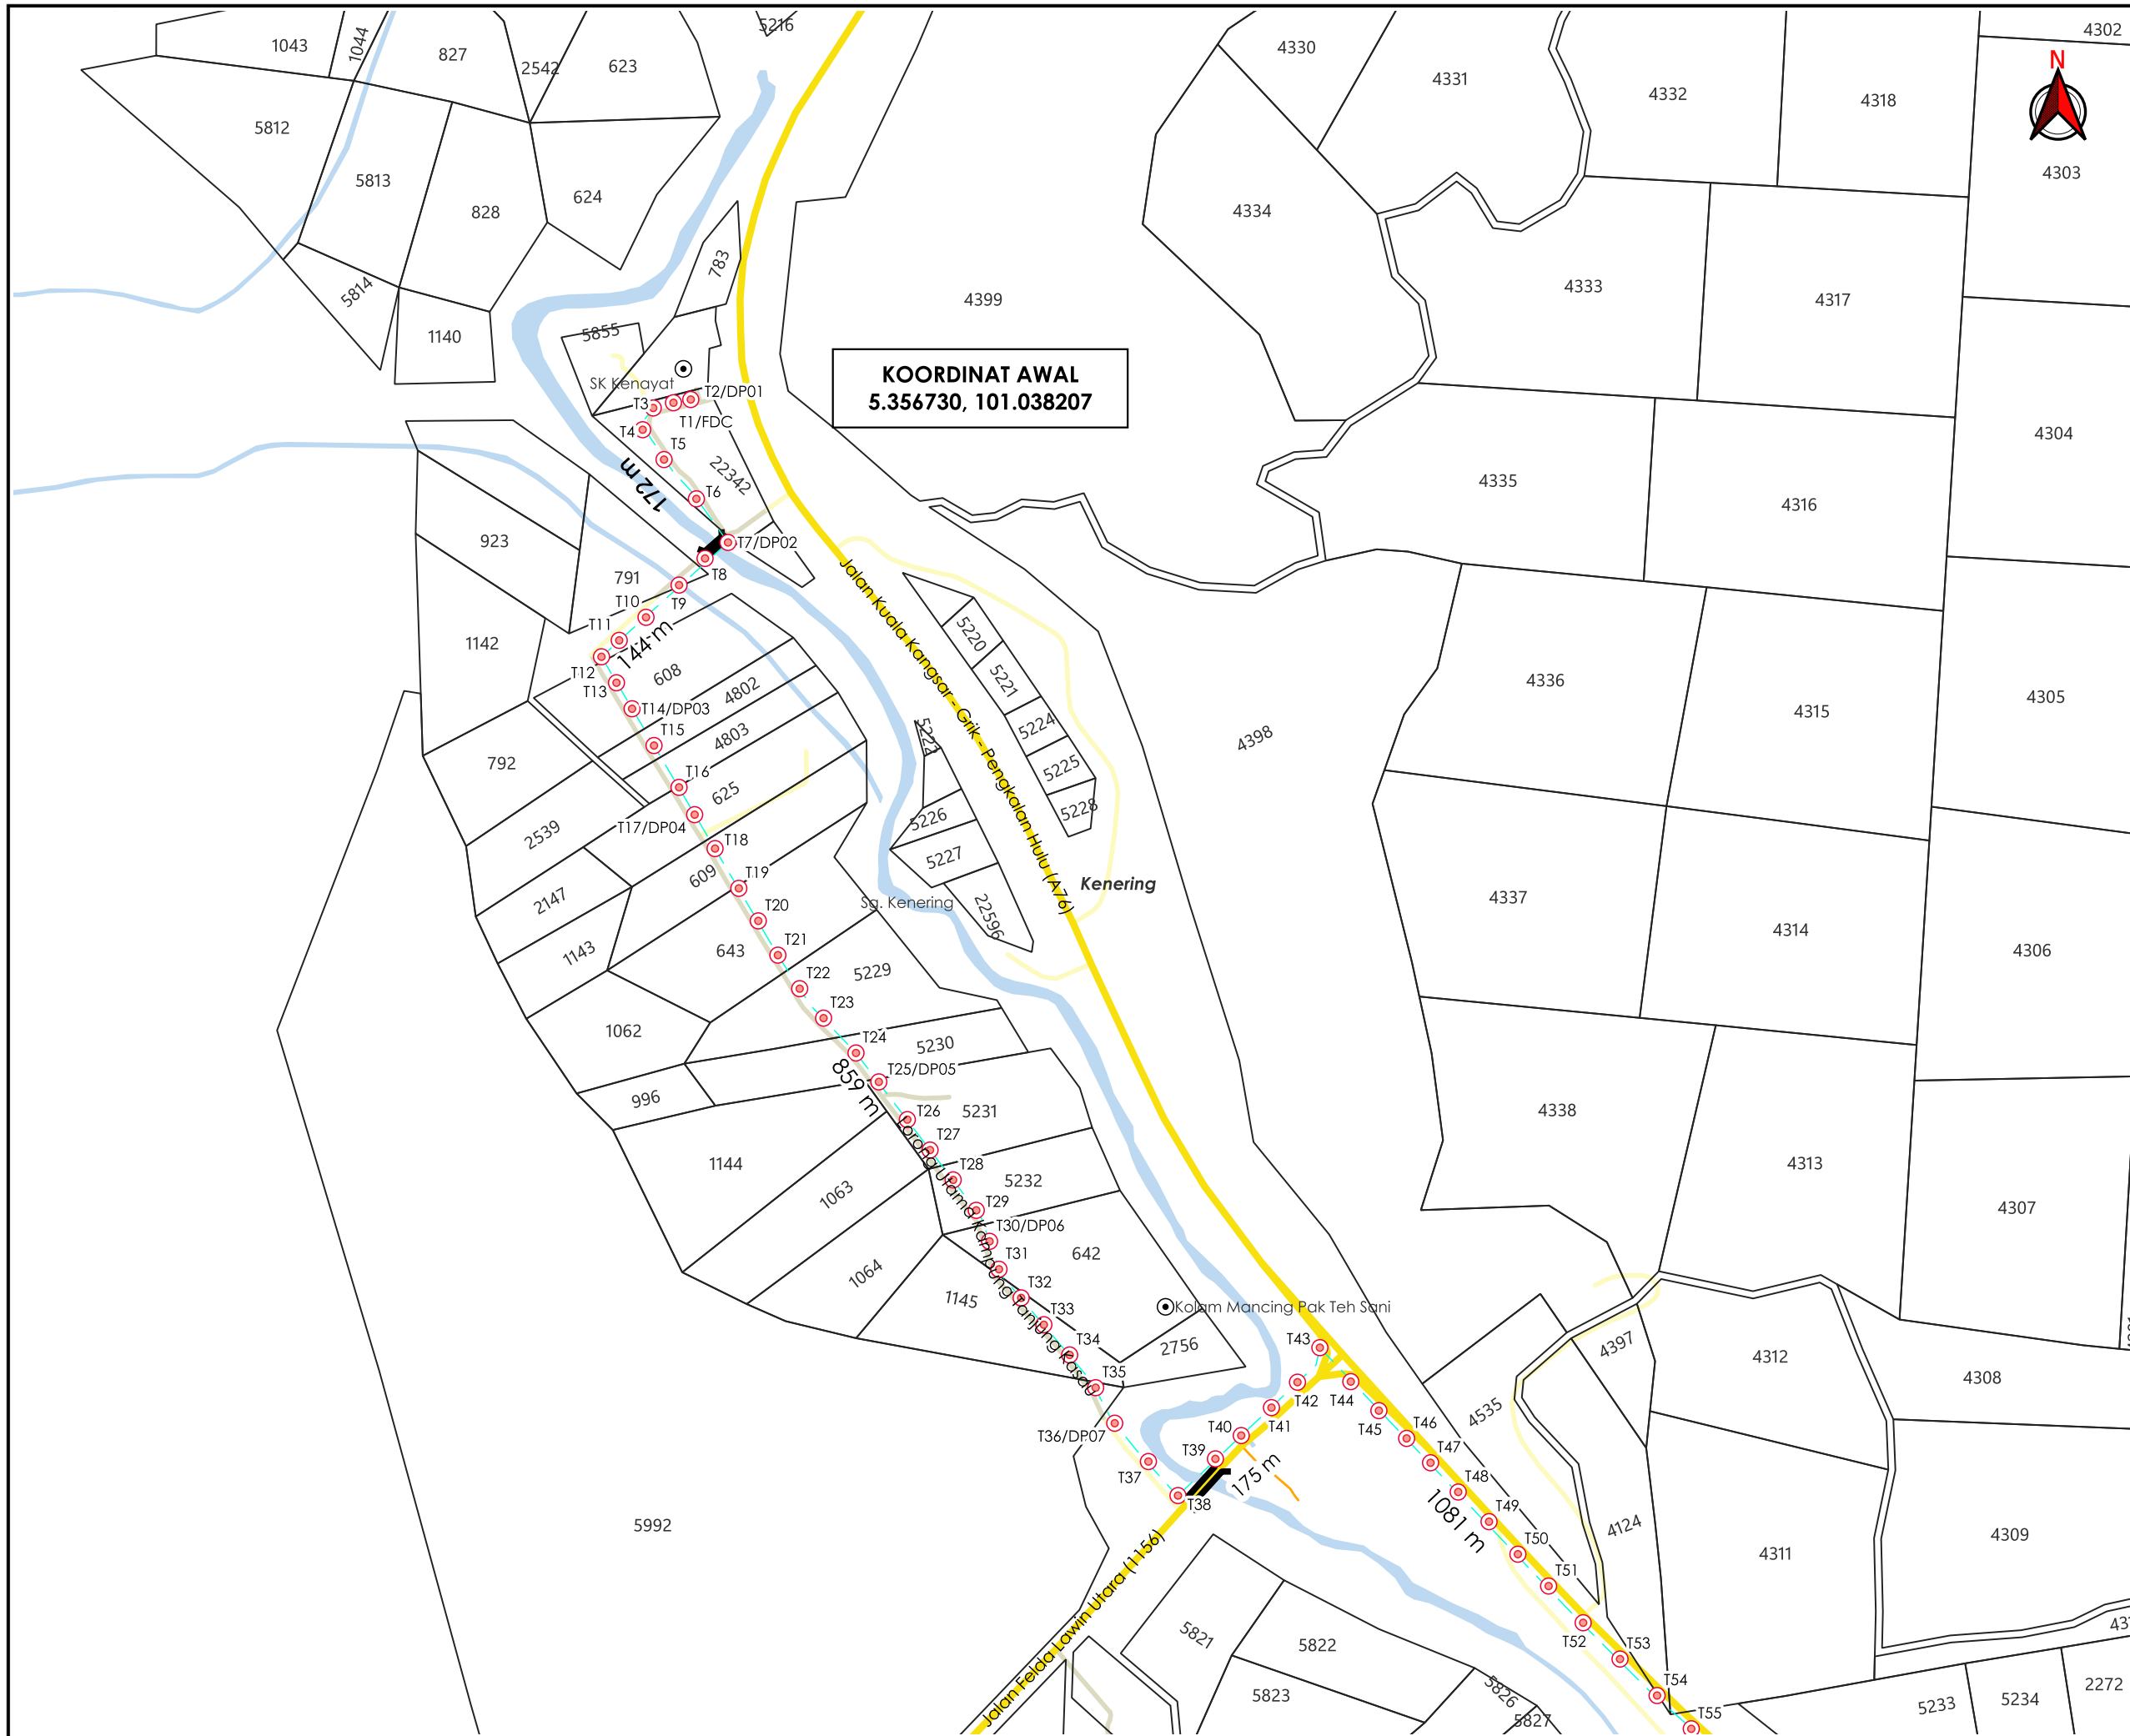 1043
1044
827
2542
623
5216
4330
4331
4332
4318
4302
N
5812
5813
828
624
783
4334
4303
5814
1140
5855
4399
4333
4317
KOORDINAT AWAL
5.356730, 101.038207
SK Kenayat
T2/DP01
T3
T1/FDC
T4
T5
22342
172 m
T6
T7/DP02
T8
923
791
T9
T10
T11
144 m
1142
T12
T13
608
T14/DP03
4802
4803
T15
792
T16
625
T17/DP04
2539
T18
609
T19
2147
T20
1143
643
T21
T22
5229
1062
T23
T24
5230
T25/DP05
859 m
996
T26
5231
T27
1144
T28
5232
1063
T29
T30/DP06
642
T31
1064
T32
1145
T33
T34
Lorong Utama Kampung Tanjung Kasau
Kolam Mancing Pak Teh Sani
2756
T35
T36/DP07
T37
T38
T39
T40
T41
T42
T43
T44
T45
T46
T47
T48
T49
T50
T51
T52
T53
T54
T55
175 m
1081 m
Jalan Kuala Kangsar - Grik - Pengkalan Hulu (A76)
Jalan Felda Lawin Utara (1156)
Sg. Kenering
Kenering
5220
5221
5224
5225
5228
5226
5227
22596
4398
4335
4316
4304
4336
4315
4305
4337
4314
4306
4338
4313
4307
4397
4312
4308
4535
4124
4311
4309
5992
5821
5822
5823
5826
5827
5233
5234
2272